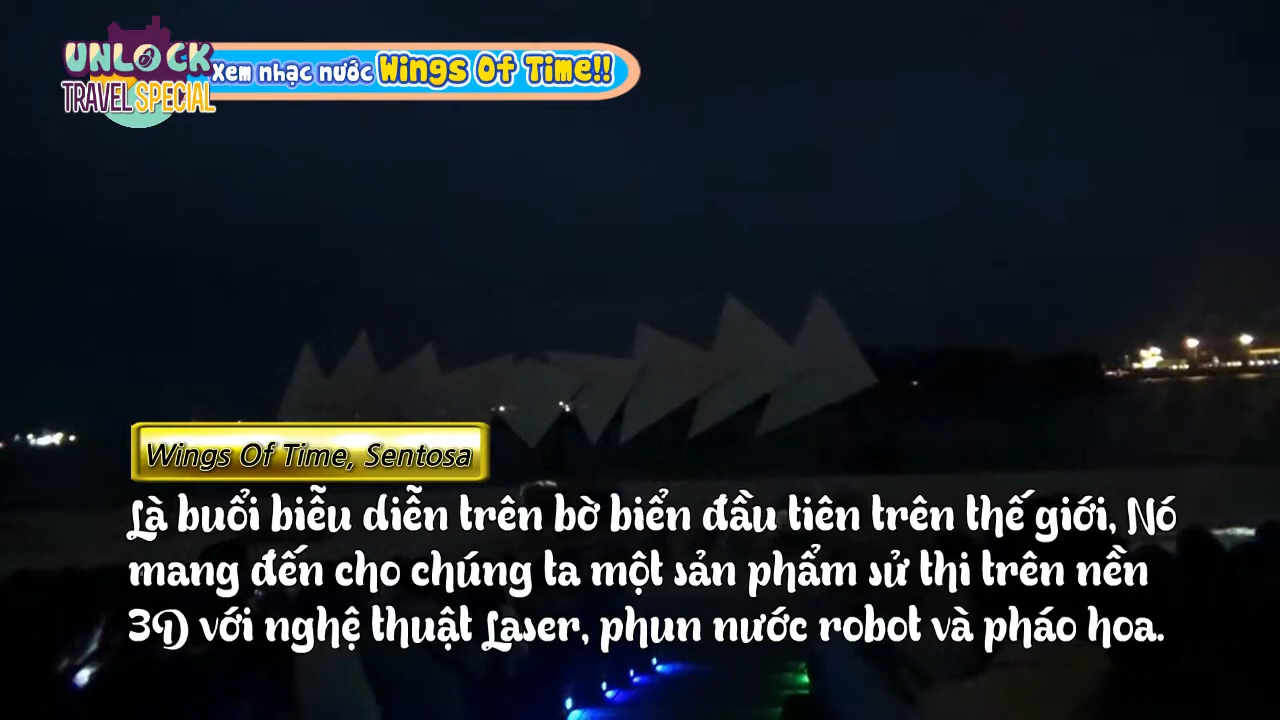 UNLOCK
TRAVEL SPECIAL
Xem nhạc nước Wings Of Time!!
Wings Of Time, Sentosa
Là buổi biễu diễn trên bờ biển đầu tiên trên thế giới, Nó
mang đến cho chúng ta một sản phẩm sử thi trên nền
3D với nghệ thuật Laser, phun nước robot và pháo hoa.